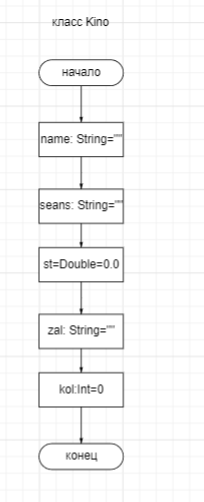 класс Kino
начало
name: String=""
seans: String=""
st=Double=0.0
zal: String=""
kol:Int=0
конец